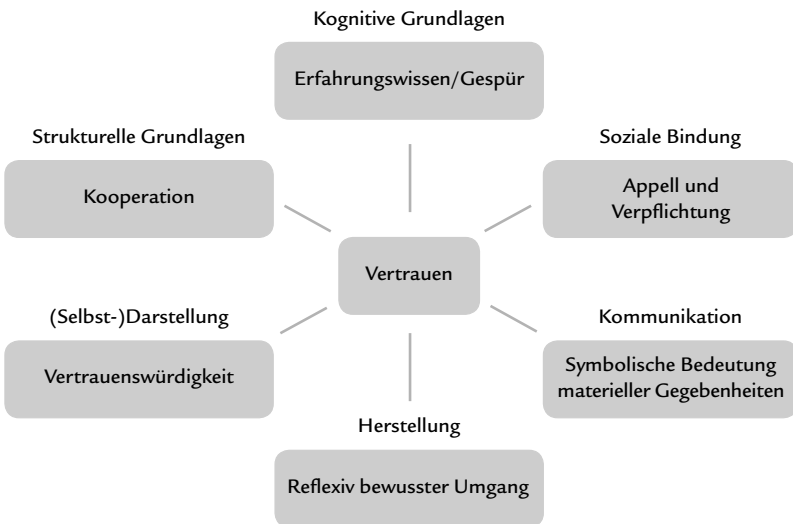 Kognitive Grundlagen
Erfahrungswissen/Gespür
Strukturelle Grundlagen
Kooperation
Soziale Bindung
Appell und
Verpflichtung
Vertrauen
(Selbst-)Darstellung
Vertrauenswürdigkeit
Kommunikation
Symbolische Bedeutung
materieller Gegebenheiten
Herstellung
Reflexiv bewusster Umgang